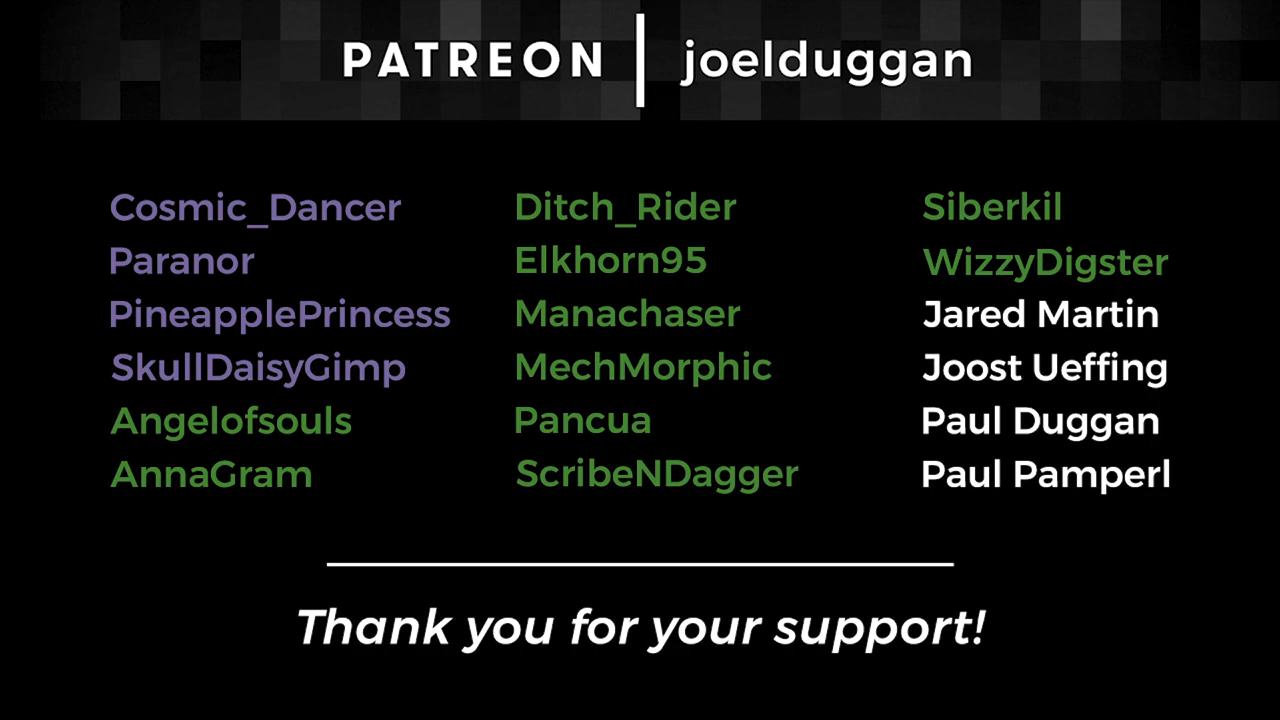 PATREON | joelduggan
Cosmic_Dancer
Paranor
PineapplePrincess
SkullDaisyGimp
Angelofsouls
AnnaGram
Ditch_Rider
Elkhorn95
Manachaser
MechMorphic
Pancua
ScribeNDagger
Siberkil
WizzyDigster
Jared Martin
Joost Ueffing
Paul Duggan
Paul Pamperl
Thank you for your support!